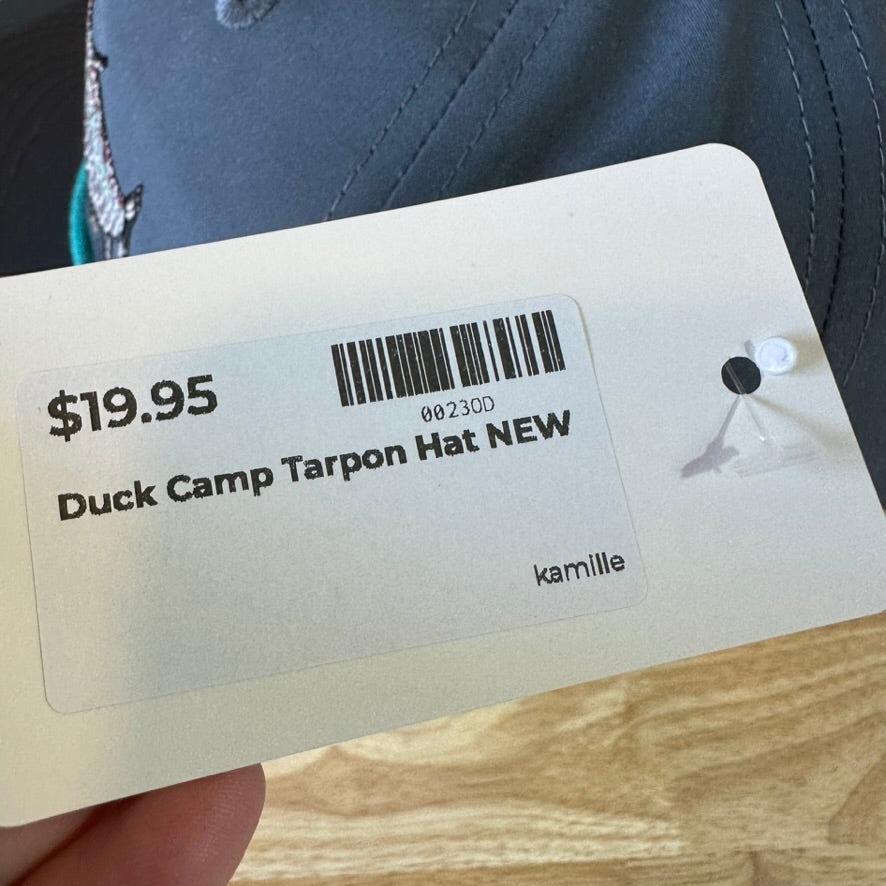 $19.95
00230D
Duck Camp Tarpon Hat NEW
kamille